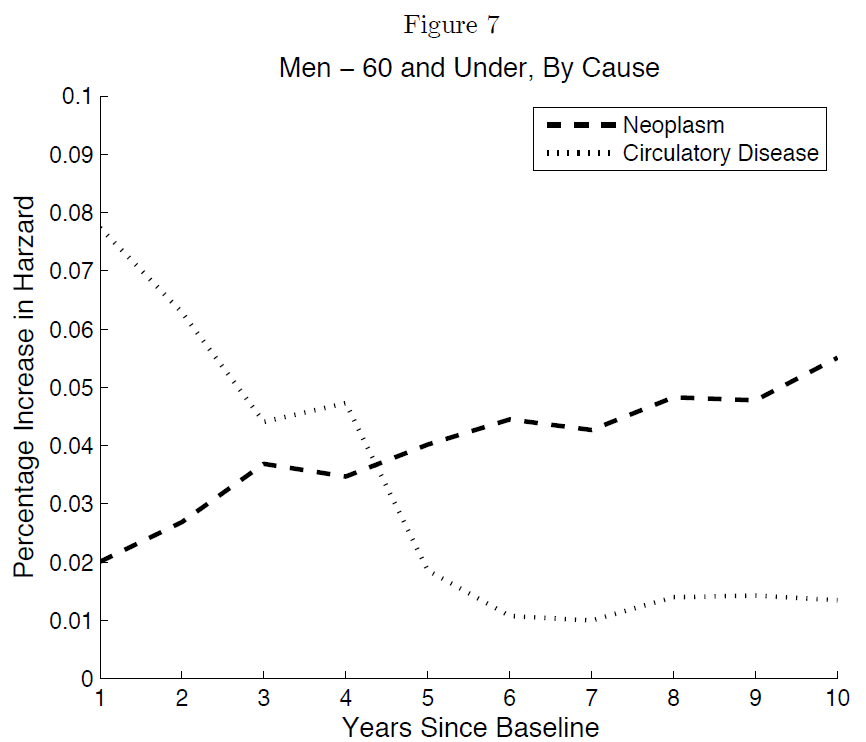 Figure 7
Men – 60 and Under, By Cause
0.1
0.09
0.08
0.07
0.06
0.05
0.04
0.03
0.02
0.01
0
Percentage Increase in Harzard
Neoplasm
Circulatory Disease
1 2 3 4 5 6 7 8 9 10
Years Since Baseline